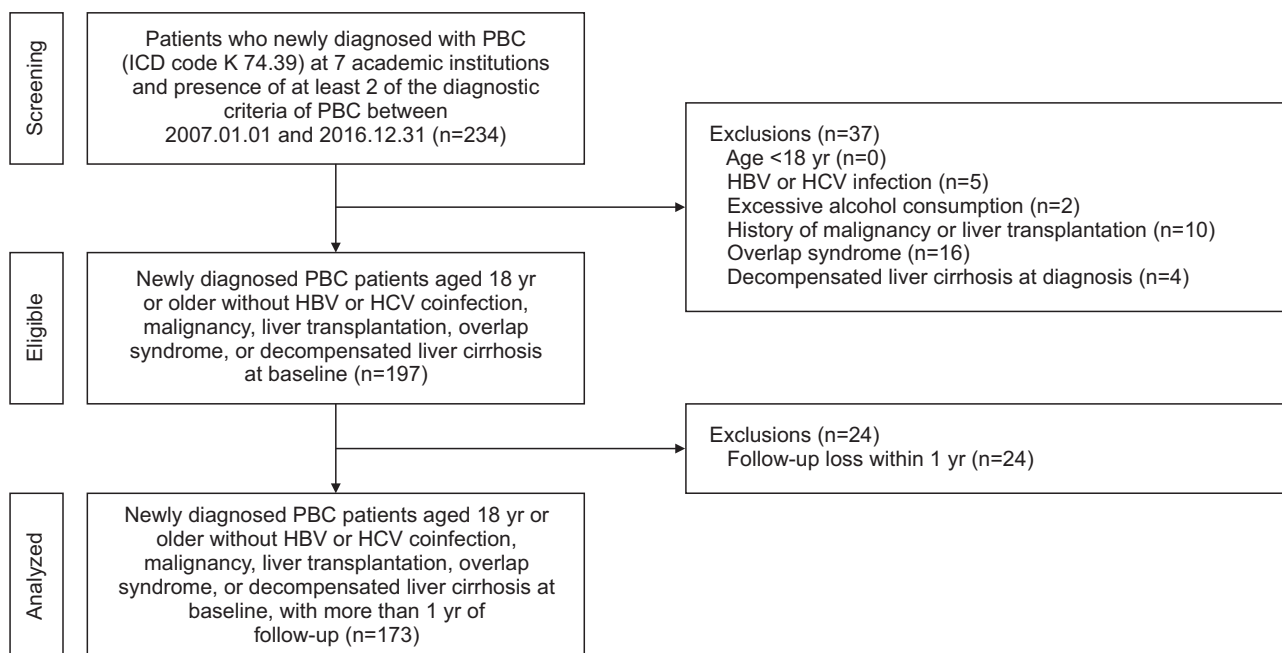 Screening
Patients who newly diagnosed with PBC
(ICD code K 74.39) at 7 academic institutions
and presence of at least 2 of the diagnostic
criteria of PBC between
2007.01.01 and 2016.12.31 (n=234)
Exclusions (n=37)
Age <18 yr (n=0)
HBV or HCV infection (n=5)
Excessive alcohol consumption (n=2)
History of malignancy or liver transplantation (n=10)
Overlap syndrome (n=16)
Decompensated liver cirrhosis at diagnosis (n=4)
Eligible
Newly diagnosed PBC patients aged 18 yr
or older without HBV or HCV coinfection,
malignancy, liver transplantation, overlap
syndrome, or decompensated liver cirrhosis
at baseline (n=197)
Exclusions (n=24)
Follow-up loss within 1 yr (n=24)
Analyzed
Newly diagnosed PBC patients aged 18 yr or
older without HBV or HCV coinfection,
malignancy, liver transplantation, overlap
syndrome, or decompensated liver cirrhosis at
baseline, with more than 1 yr of
follow-up (n=173)